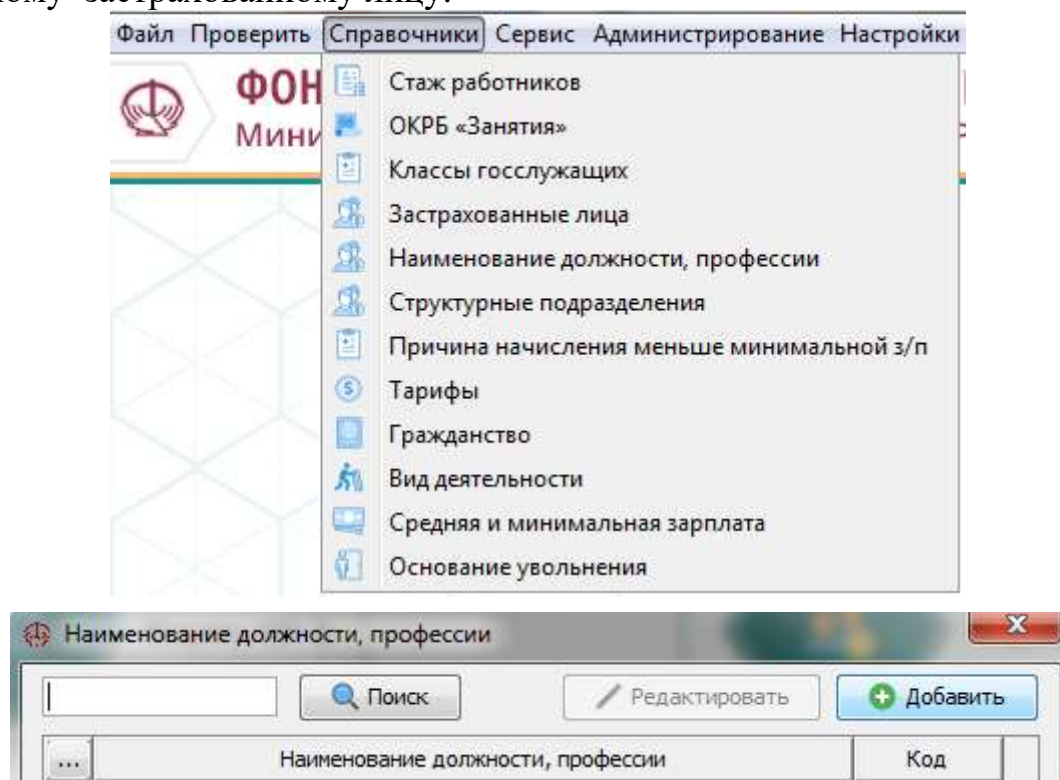 застрахованному лицу.
Файл Проверить Справочники Сервис Администрирование Настройки
ФОН
Мини
Стаж работников
ОКРБ «Занятия»
Классы госслужащих
Застрахованные лица
Наименование должности, профессии
Структурные подразделения
Причина начисления меньше минимальной з/п
Тарифы
Гражданство
Вид деятельности
Средняя и минимальная зарплата
Основание увольнения
Наименование должности, профессии
Поиск Редактировать Добавить
... Наименование должности, профессии Код